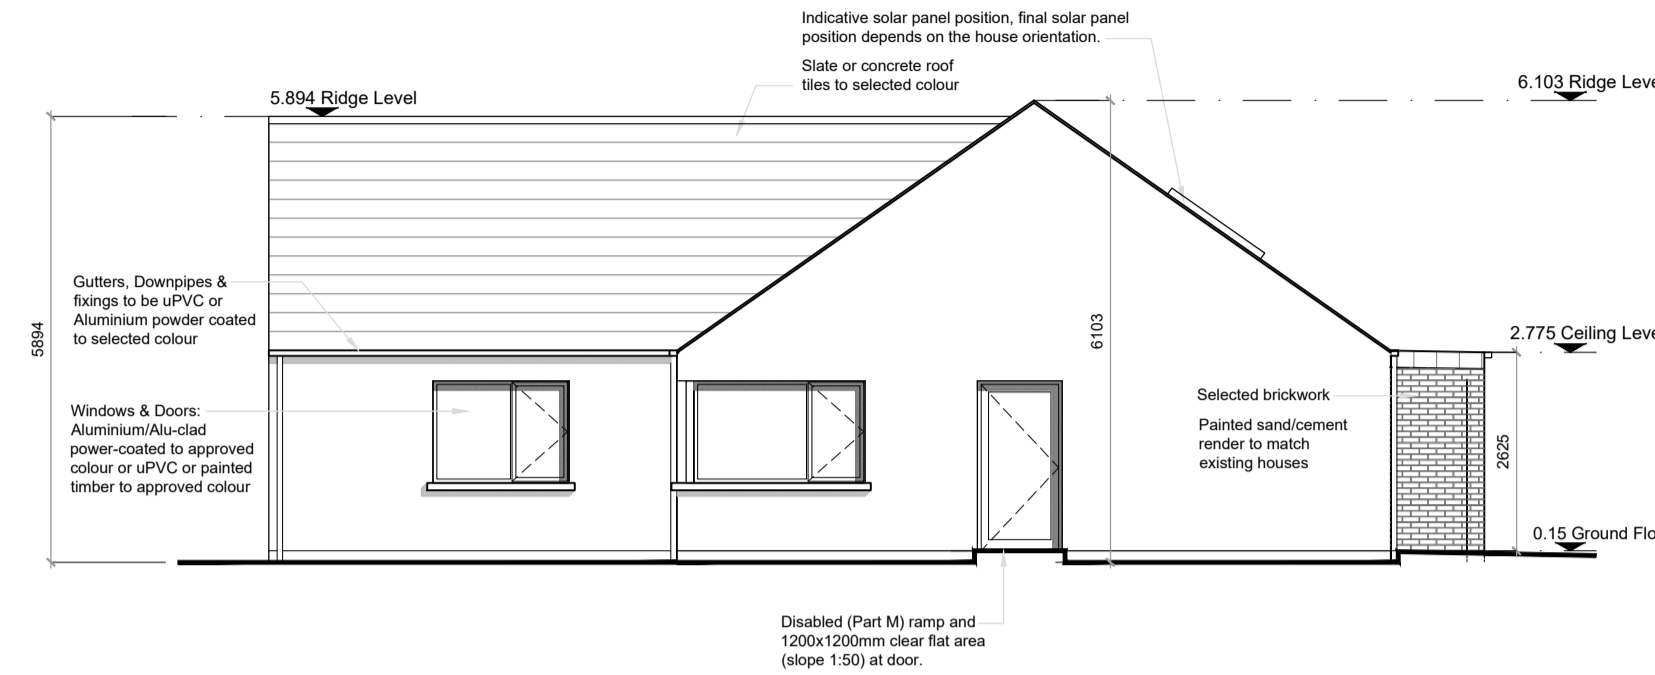 Indicative solar panel position, final solar panel
position depends on the house orientation.
Slate or concrete roof
tiles to selected colour
5.894 Ridge Level
6.103 Ridge Leve
Gutters, Downpipes &
fixings to be uPVC or
Aluminium powder coated
to selected colour
5894
6103
2.775 Ceiling Leve
Windows & Doors:
Aluminium/Alu-clad
power-coated to approved
colour or uPVC or painted
timber to approved colour
Selected brickwork
Painted sand/cement
render to match
existing houses
2625
0.15 Ground Flo
Disabled (Part M) ramp and
1200x1200mm clear flat area
(slope 1:50) at door.